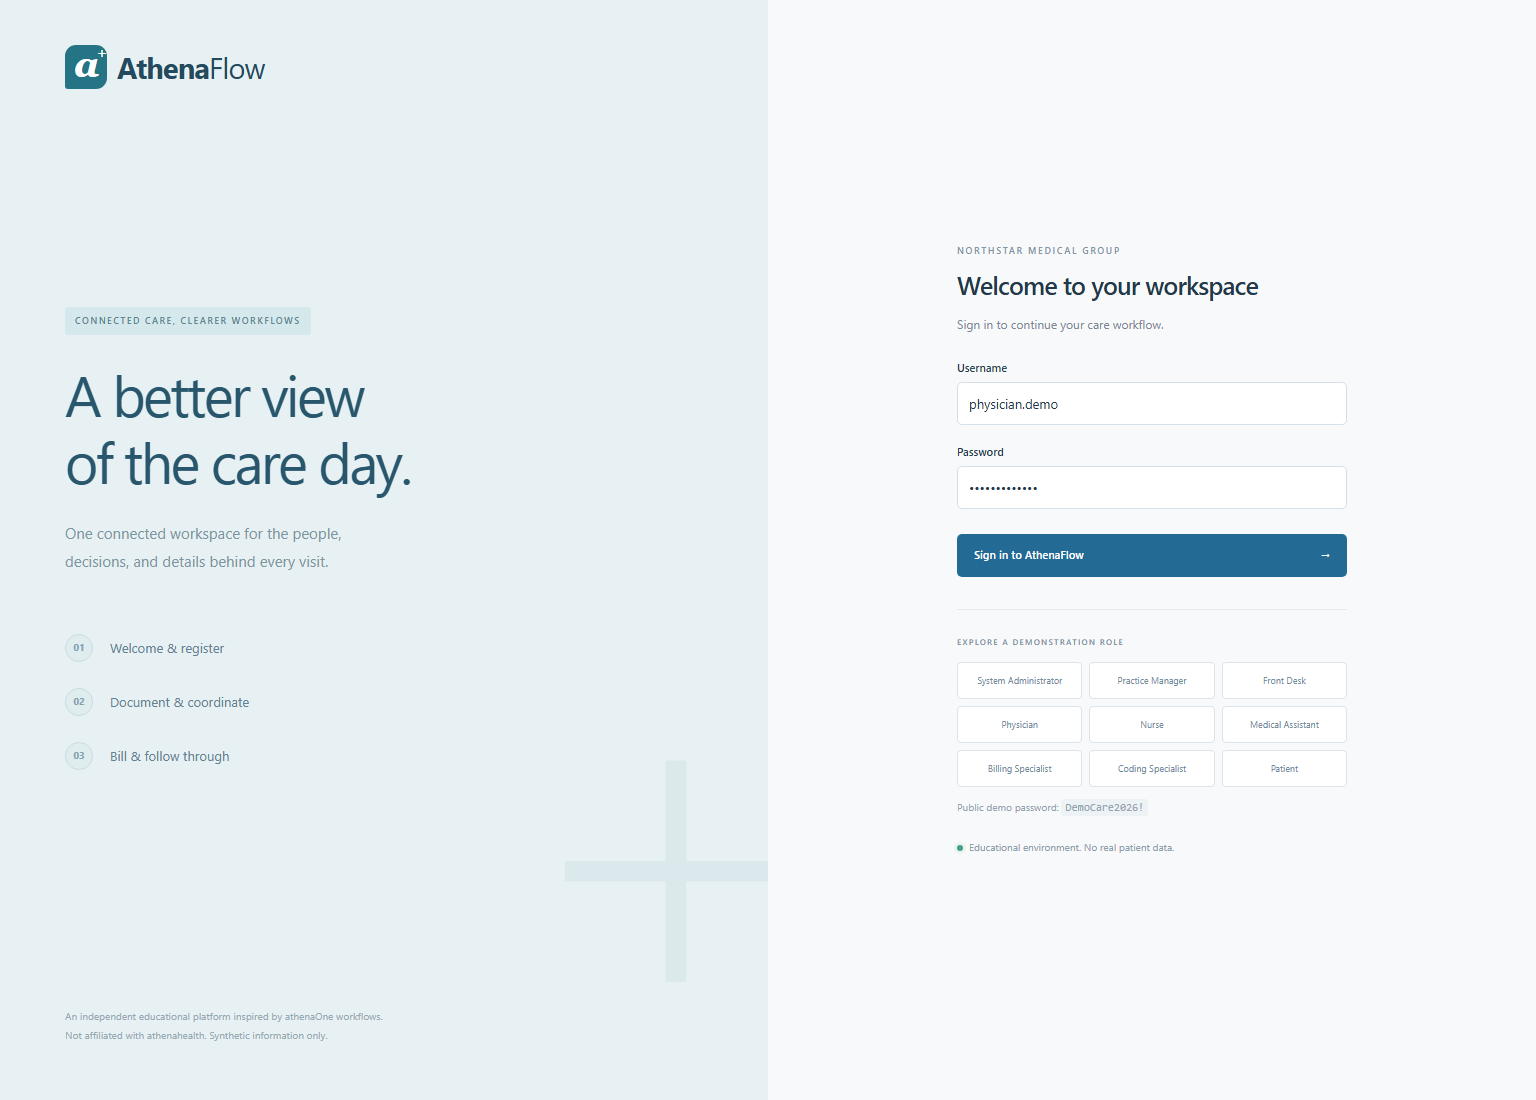 a+ AthenaFlow
CONNECTED CARE, CLEARER WORKFLOWS
A better view
of the care day.
One connected workspace for the people,
decisions, and details behind every visit.
01 Welcome & register
02 Document & coordinate
03 Bill & follow through
An independent educational platform inspired by athenaOne workflows.
Not affiliated with athenahealth. Synthetic information only.
NORTHSTAR MEDICAL GROUP
Welcome to your workspace
Sign in to continue your care workflow.
Username
physician.demo
Password
•••••••••••••
Sign in to AthenaFlow →
EXPLORE A DEMONSTRATION ROLE
System Administrator Practice Manager Front Desk
Physician Nurse Medical Assistant
Billing Specialist Coding Specialist Patient
Public demo password: DemoCare2026!
Educational environment. No real patient data.